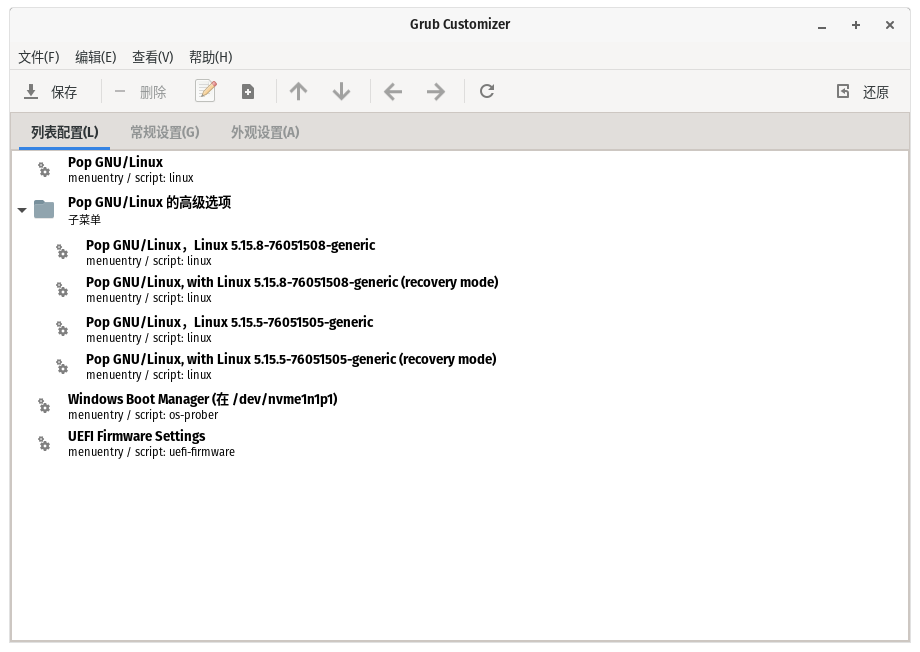 Grub Customizer
文件(F) 编辑(E) 查看(V) 帮助(H)
保存 删除 还原
列表配置(L) 常规设置(G) 外观设置(A)
Pop GNU/Linux
menuentry / script: linux
Pop GNU/Linux 的高级选项
子菜单
Pop GNU/Linux，Linux 5.15.8-76051508-generic
menuentry / script: linux
Pop GNU/Linux, with Linux 5.15.8-76051508-generic (recovery mode)
menuentry / script: linux
Pop GNU/Linux，Linux 5.15.5-76051505-generic
menuentry / script: linux
Pop GNU/Linux, with Linux 5.15.5-76051505-generic (recovery mode)
menuentry / script: linux
Windows Boot Manager (在 /dev/nvme1n1p1)
menuentry / script: os-prober
UEFI Firmware Settings
menuentry / script: uefi-firmware